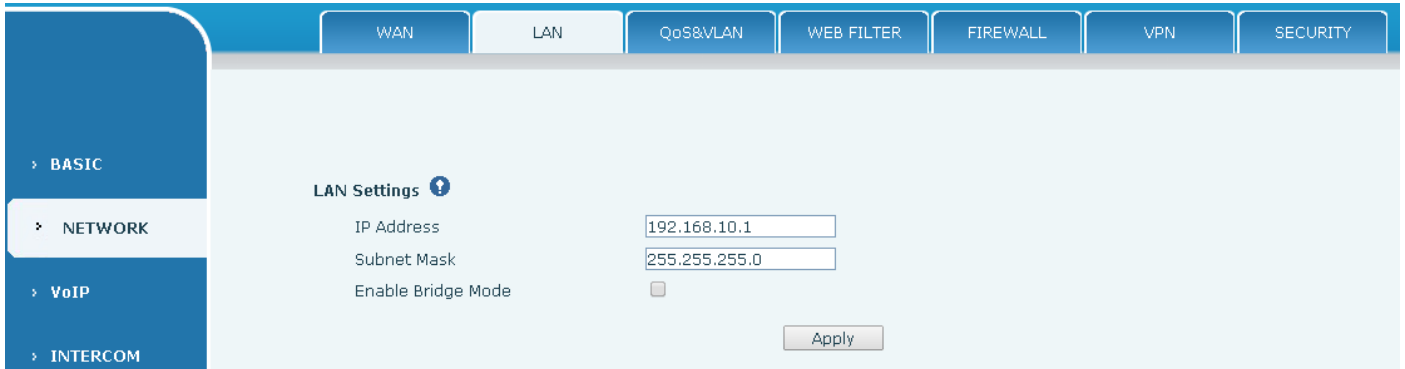 WAN LAN QoS&VLAN WEB FILTER FIREWALL VPN SECURITY
› BASIC
› NETWORK
› VoIP
› INTERCOM
LAN Settings
IP Address 192.168.10.1
Subnet Mask 255.255.255.0
Enable Bridge Mode
Apply